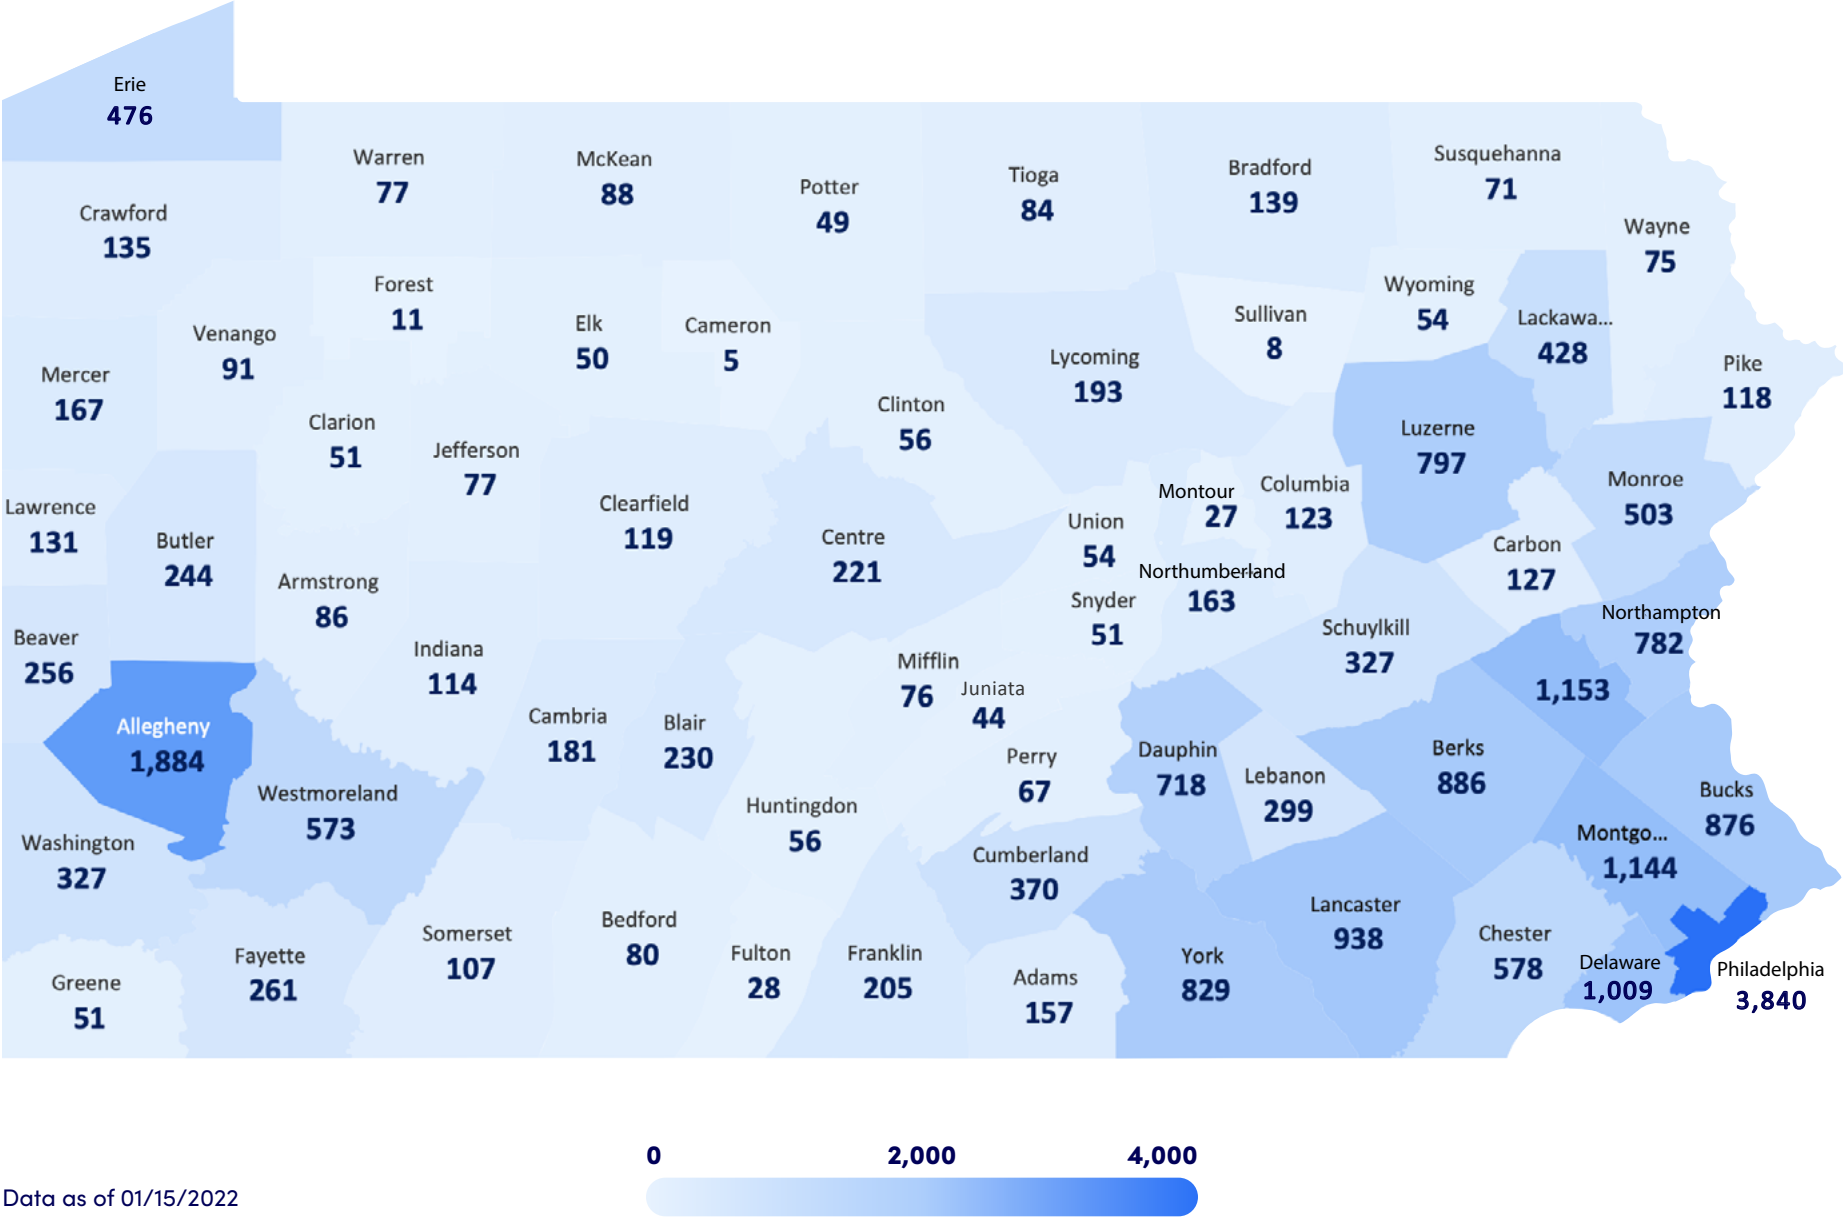 Erie
476
Warren
77
McKean
88
Potter
49
Tioga
84
Bradford
139
Susquehanna
71
Wayne
75
Crawford
135
Forest
11
Elk
50
Cameron
5
Sullivan
8
Wyoming
54
Lackawa...
428
Venango
91
Mercer
167
Lycoming
193
Pike
118
Clinton
56
Clarion
51
Jefferson
77
Luzerne
797
Lawrence
131
Clearfield
119
Montour
27
Columbia
123
Monroe
503
Butler
244
Centre
221
Union
54
Carbon
127
Armstrong
86
Northumberland
163
Snyder
51
Northampton
782
Beaver
256
Indiana
114
Schuylkill
327
Mifflin
76
Juniata
44
1,153
Allegheny
1,884
Cambria
181
Blair
230
Perry
67
Dauphin
718
Lebanon
299
Berks
886
Bucks
876
Westmoreland
573
Huntingdon
56
Montgo...
1,144
Washington
327
Cumberland
370
Lancaster
938
Somerset
107
Bedford
80
Fulton
28
Franklin
205
Adams
157
York
829
Chester
578
Delaware
1,009
Philadelphia
3,840
Greene
51
Fayette
261
0 2,000 4,000
Data as of 01/15/2022